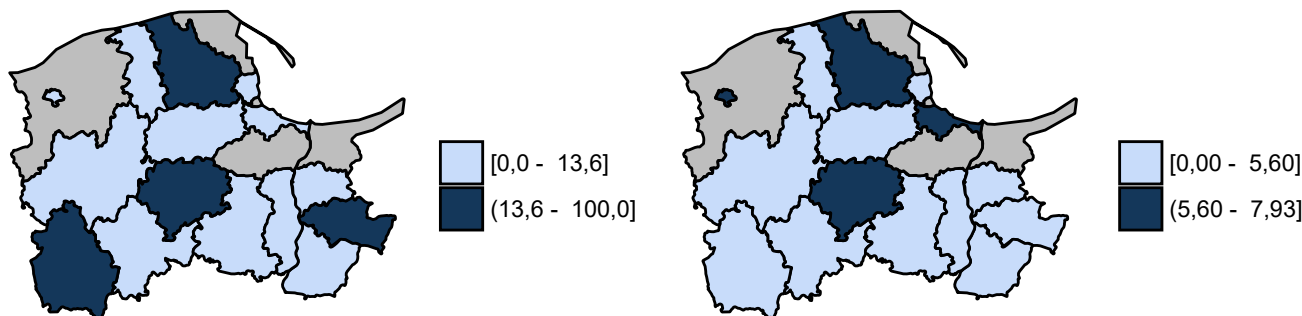 [0,0 - 13,6]
(13,6 - 100,0]
[0,00 - 5,60]
(5,60 - 7,93]